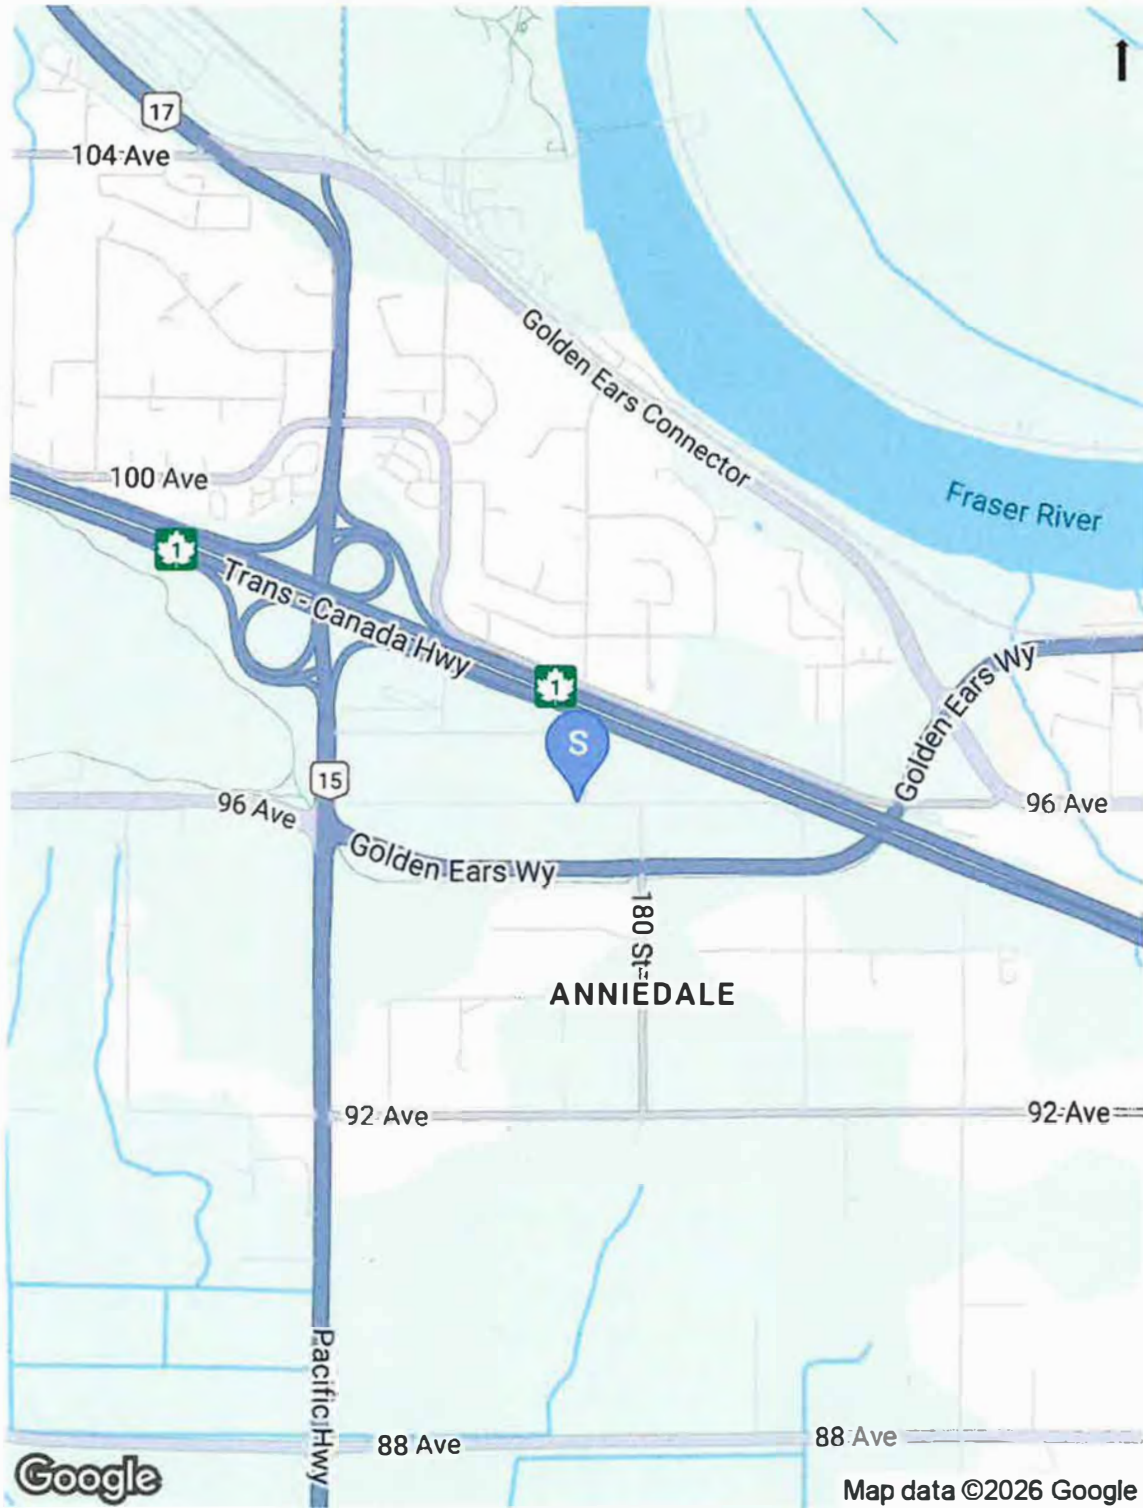 17
104 Ave
Golden Ears Connector
100 Ave
Fraser River
1
Trans - Canada Hwy
1
Golden Ears Wy
S
15
96 Ave
96 Ave
Golden Ears Wy
180 St
ANNIEDALE
92 Ave
92 Ave
Pacific Hwy
88 Ave
88 Ave
Google
Map data ©2026 Google